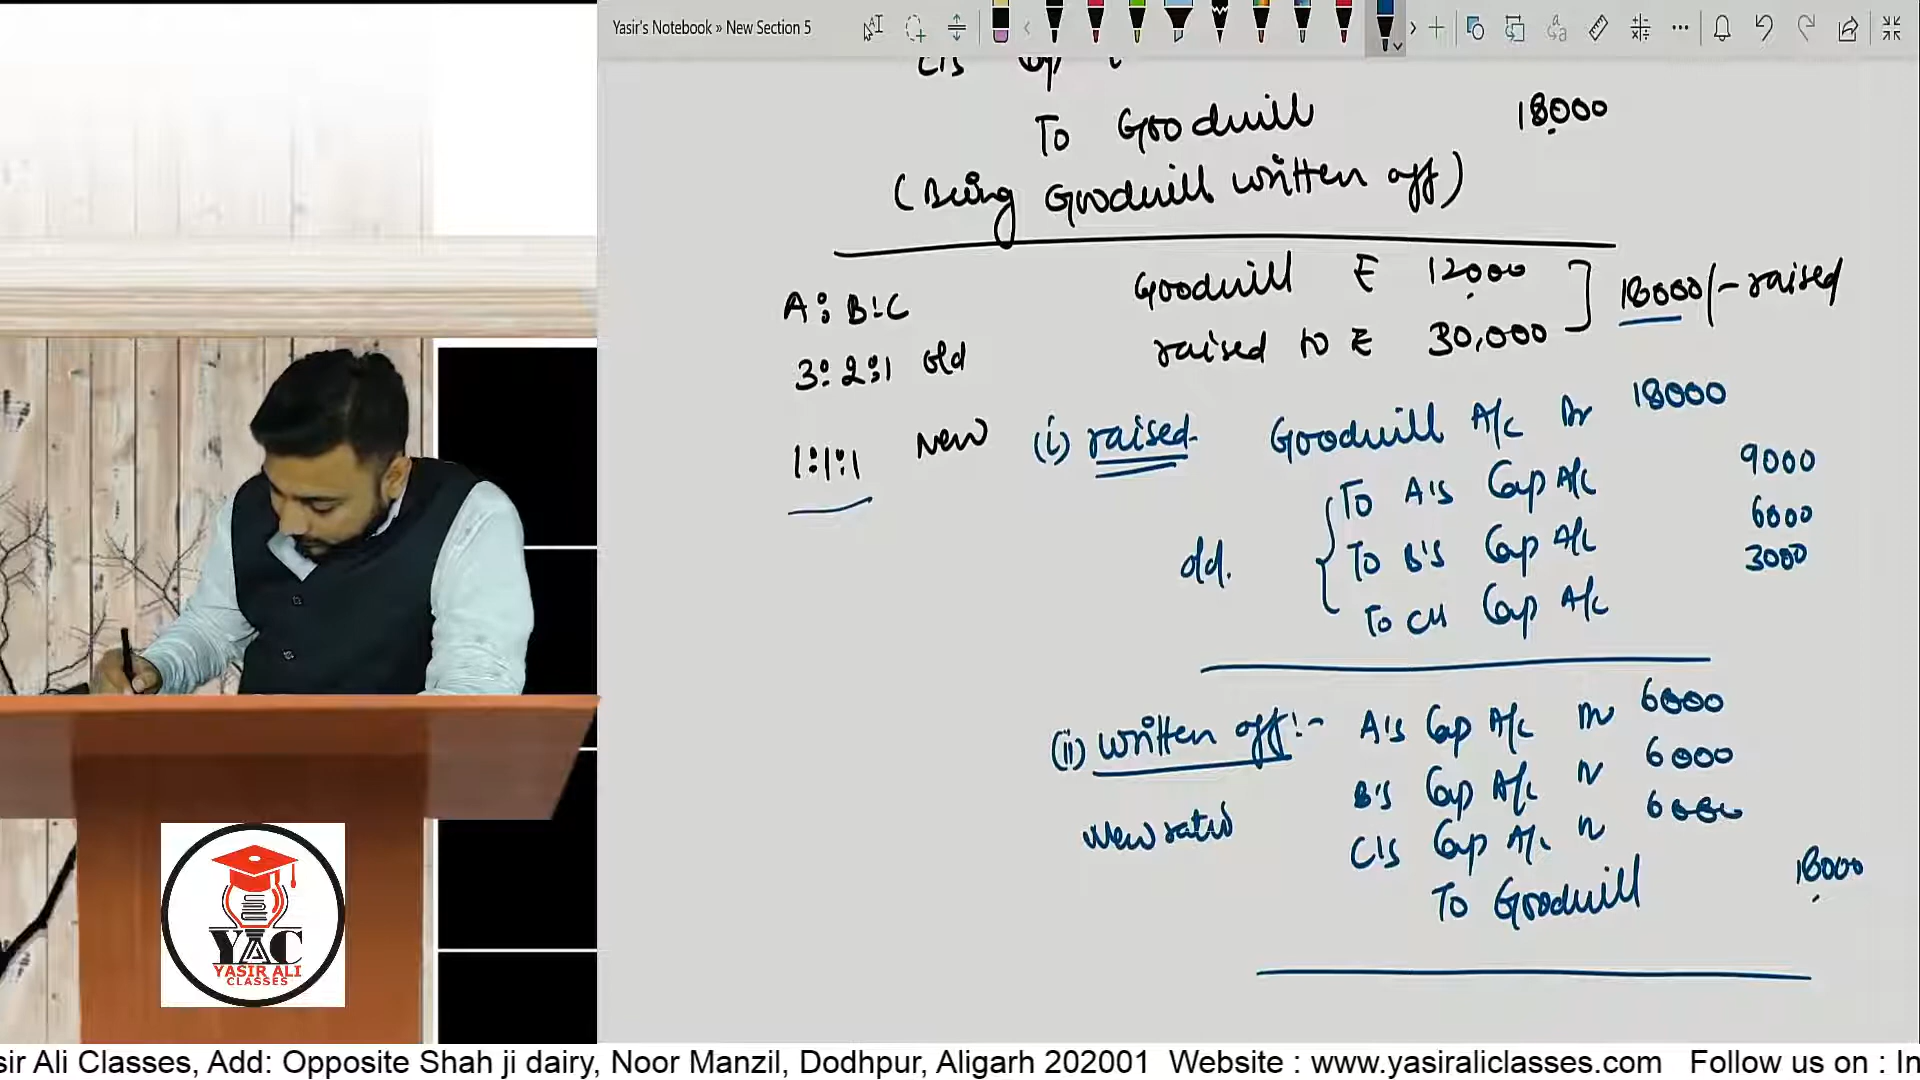 Yasir's Notebook » New Section 5
C's Cap
To Goodwill 18000
(Being Goodwill written off)
A:B:C Goodwill ₹ 12000
3:2:1 old raised to ₹ 30,000 18000/- raised
1:1:1 New
(i) raised Goodwill A/c Dr 18000
To A's Cap A/c 9000
old. To B's Cap A/c 6000
To C's Cap A/c 3000
(ii) written off:- A's Cap A/c Dr 6000
B's Cap A/c Dr 6000
New ratio C's Cap A/c Dr 6000
To Goodwill 18000
YAC
YASIR ALI
CLASSES
sir Ali Classes, Add: Opposite Shah ji dairy, Noor Manzil, Dodhpur, Aligarh 202001 Website : www.yasiraliclasses.com Follow us on : In